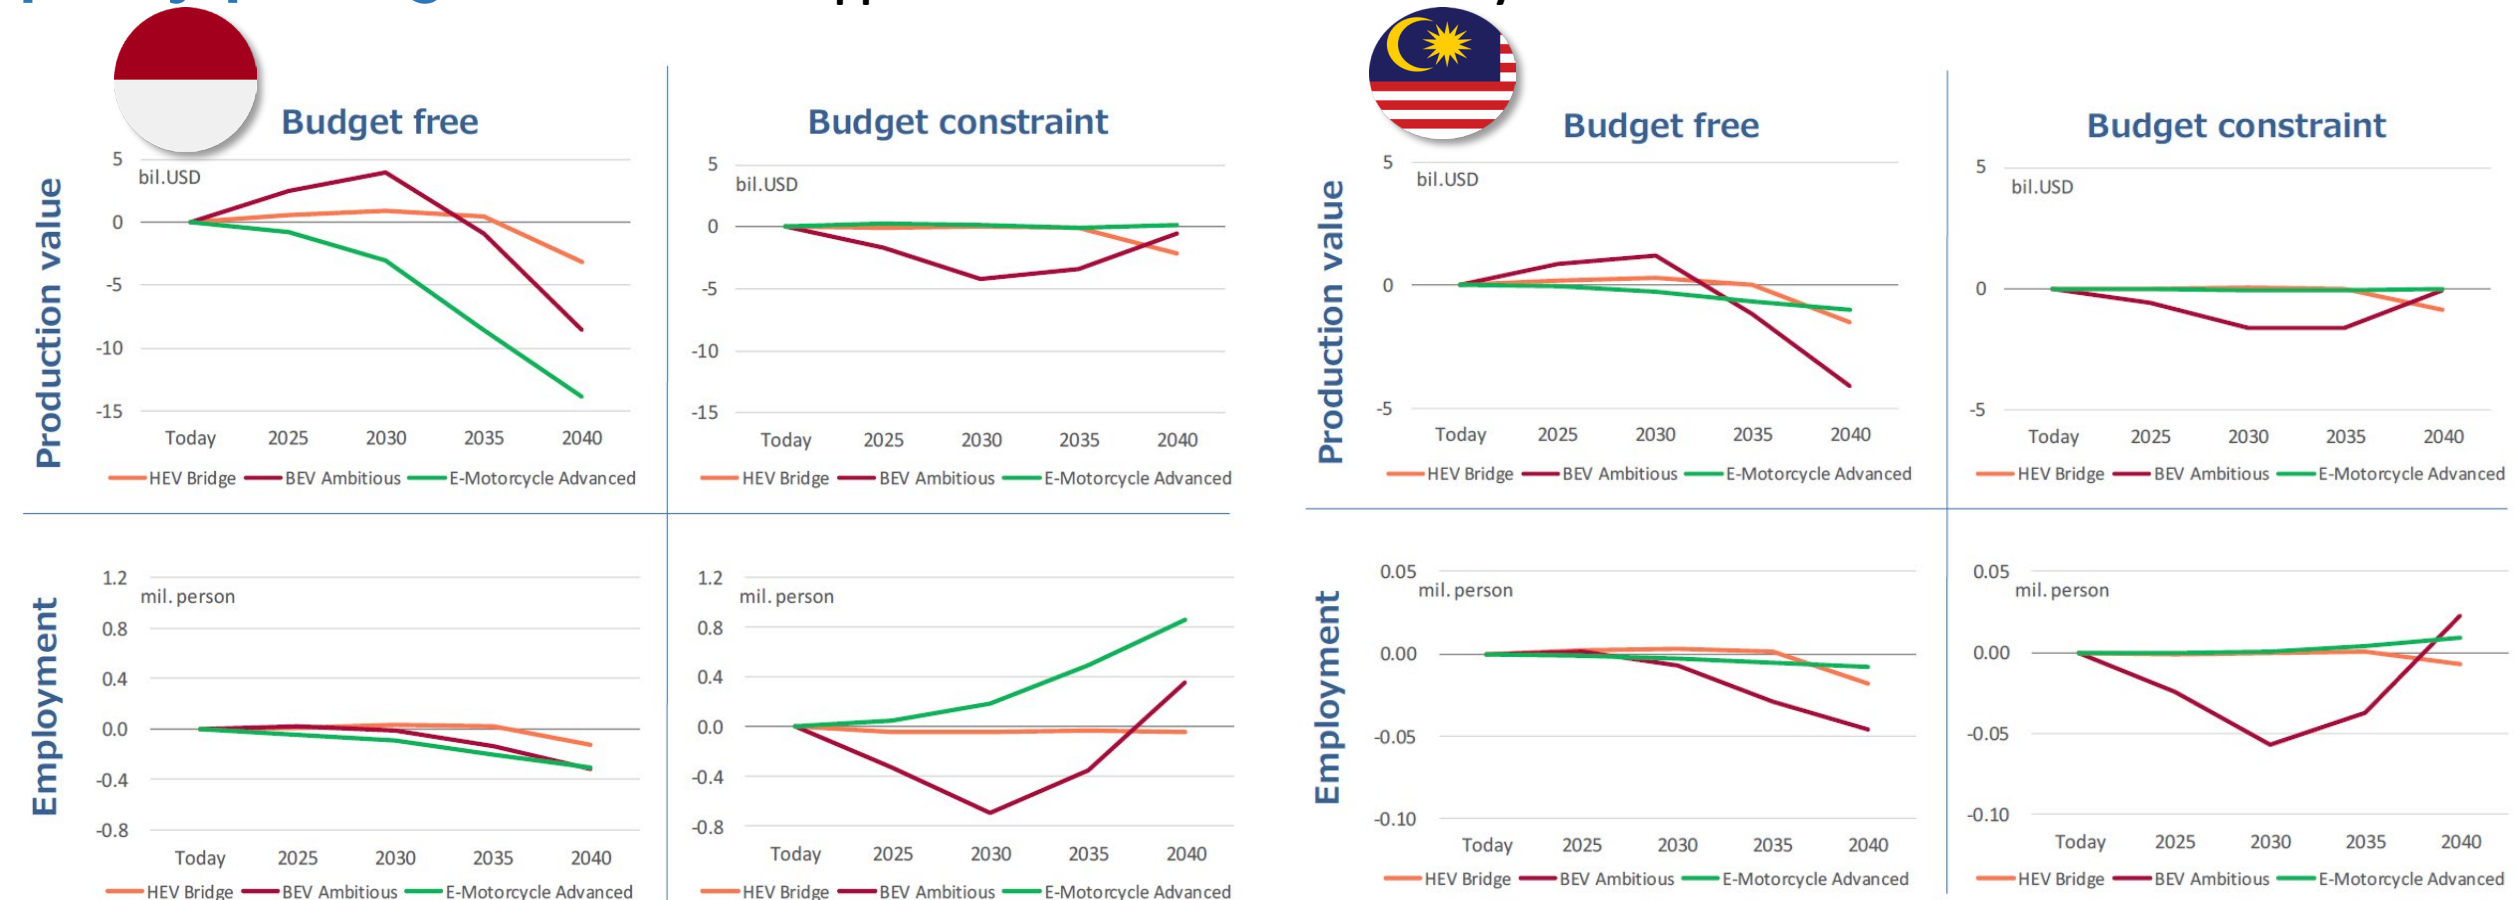 Budget free
Budget constraint
Production value
5
0
-5
-10
-15
bil.USD
Today 2025 2030 2035 2040
HEV Bridge BEV Ambitious E-Motorcycle Advanced
5
0
-5
-10
-15
bil.USD
Today 2025 2030 2035 2040
HEV Bridge BEV Ambitious E-Motorcycle Advanced
Employment
1.2
0.8
0.4
0.0
-0.4
-0.8
mil. person
Today 2025 2030 2035 2040
HEV Bridge BEV Ambitious E-Motorcycle Advanced
1.2
0.8
0.4
0.0
-0.4
-0.8
mil. person
Today 2025 2030 2035 2040
HEV Bridge BEV Ambitious E-Motorcycle Advanced
Budget free
Budget constraint
Production value
5
0
-5
bil.USD
Today 2025 2030 2035 2040
HEV Bridge BEV Ambitious E-Motorcycle Advanced
5
0
-5
bil.USD
Today 2025 2030 2035 2040
HEV Bridge BEV Ambitious E-Motorcycle Advanced
Employment
0.05
0.00
-0.05
-0.10
mil. person
Today 2025 2030 2035 2040
HEV Bridge BEV Ambitious E-Motorcycle Advanced
0.05
0.00
-0.05
-0.10
mil. person
Today 2025 2030 2035 2040
HEV Bridge BEV Ambitious E-Motorcycle Advanced